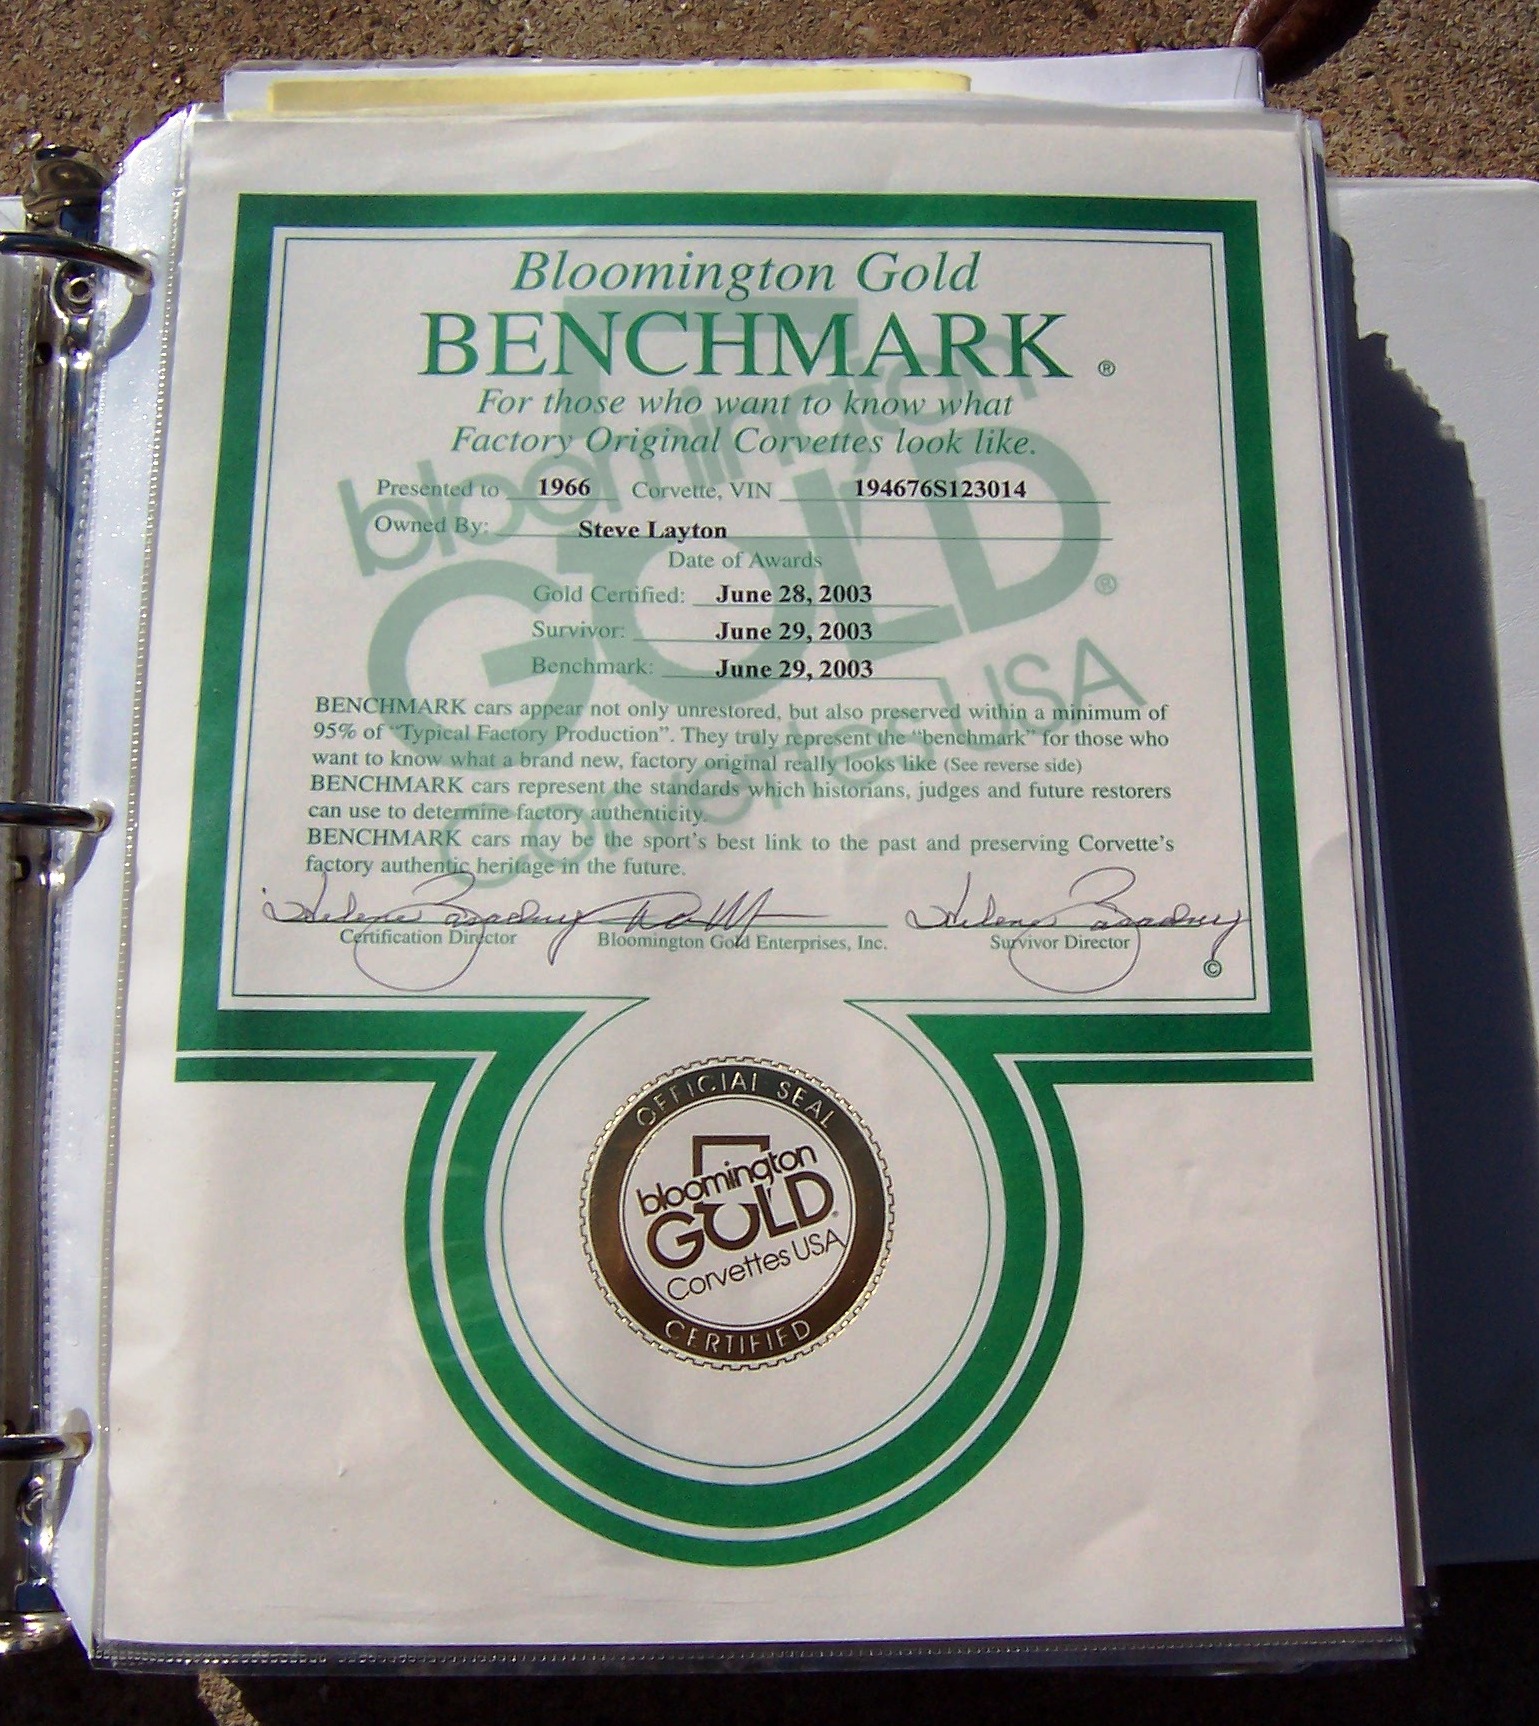 Bloomington Gold
BENCHMARK ®
For those who want to know what
Factory Original Corvettes look like.
Presented to 1966 Corvette, VIN 194676S123014
Owned By: Steve Layton
Date of Awards
Gold Certified: June 28, 2003
Survivor: June 29, 2003
Benchmark: June 29, 2003
BENCHMARK cars appear not only unrestored, but also preserved within a minimum of
95% of “Typical Factory Production”. They truly represent the “benchmark” for those who
want to know what a brand new, factory original really looks like (See reverse side)
BENCHMARK cars represent the standards which historians, judges and future restorers
can use to determine factory authenticity.
BENCHMARK cars may be the sport's best link to the past and preserving Corvette's
factory authentic heritage in the future.
Certification Director Bloomington Gold Enterprises, Inc. Survivor Director
©
bloomington
GOLD ®
Corvettes USA
OFFICIAL SEAL
bloomington
GOLD ®
Corvettes USA
CERTIFIED